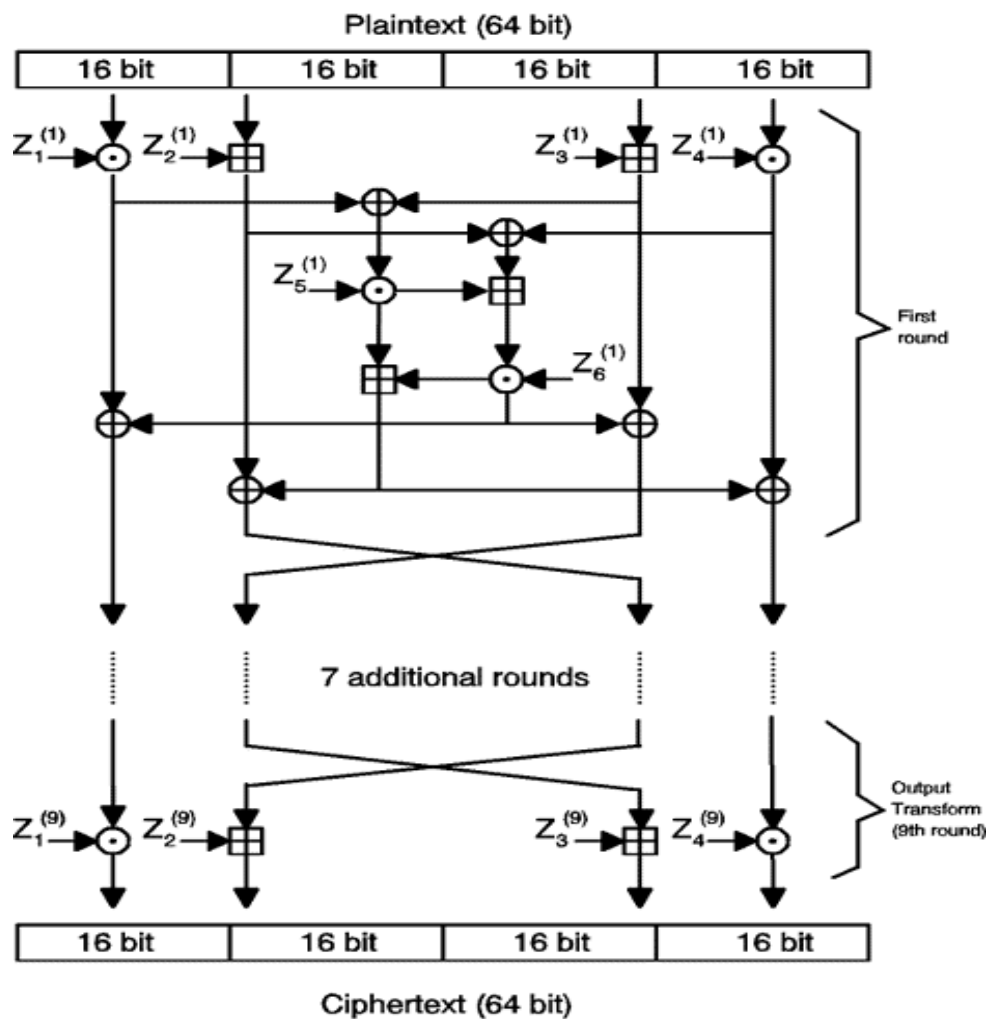 Plaintext (64 bit)
16 bit 16 bit 16 bit 16 bit
Z₁⁽¹⁾ Z₂⁽¹⁾ Z₃⁽¹⁾ Z₄⁽¹⁾
Z₅⁽¹⁾
First
round
Z₆⁽¹⁾
7 additional rounds
Output
Transform
(9th round)
Z₁⁽⁹⁾ Z₂⁽⁹⁾ Z₃⁽⁹⁾ Z₄⁽⁹⁾
16 bit 16 bit 16 bit 16 bit
Ciphertext (64 bit)